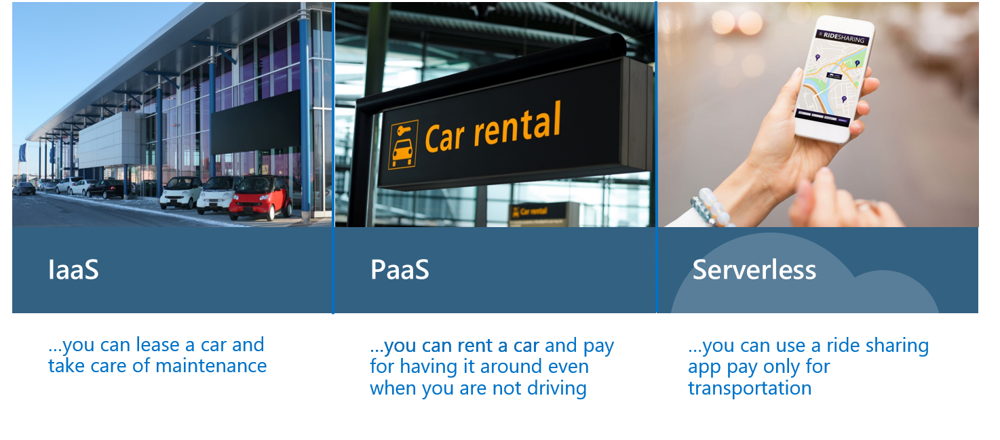 RIDESHARING
Car rental
Car rental
IaaS
PaaS
Serverless
...you can lease a car and
take care of maintenance
...you can rent a car and pay
for having it around even
when you are not driving
...you can use a ride sharing
app pay only for
transportation